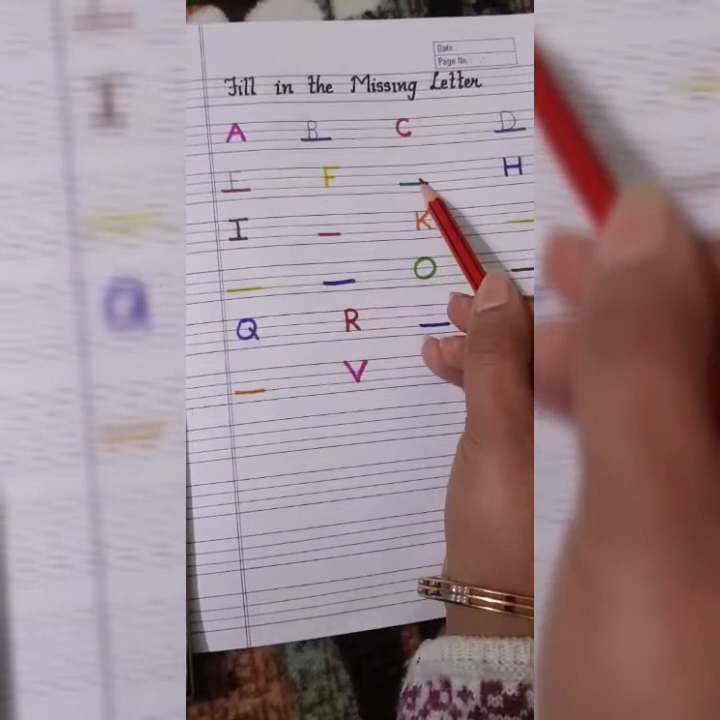 Date :
Page No. :
Fill in the Missing Letter
A B C D
E F _ H
I _ K _
_ _ O _
Q R _
_ V